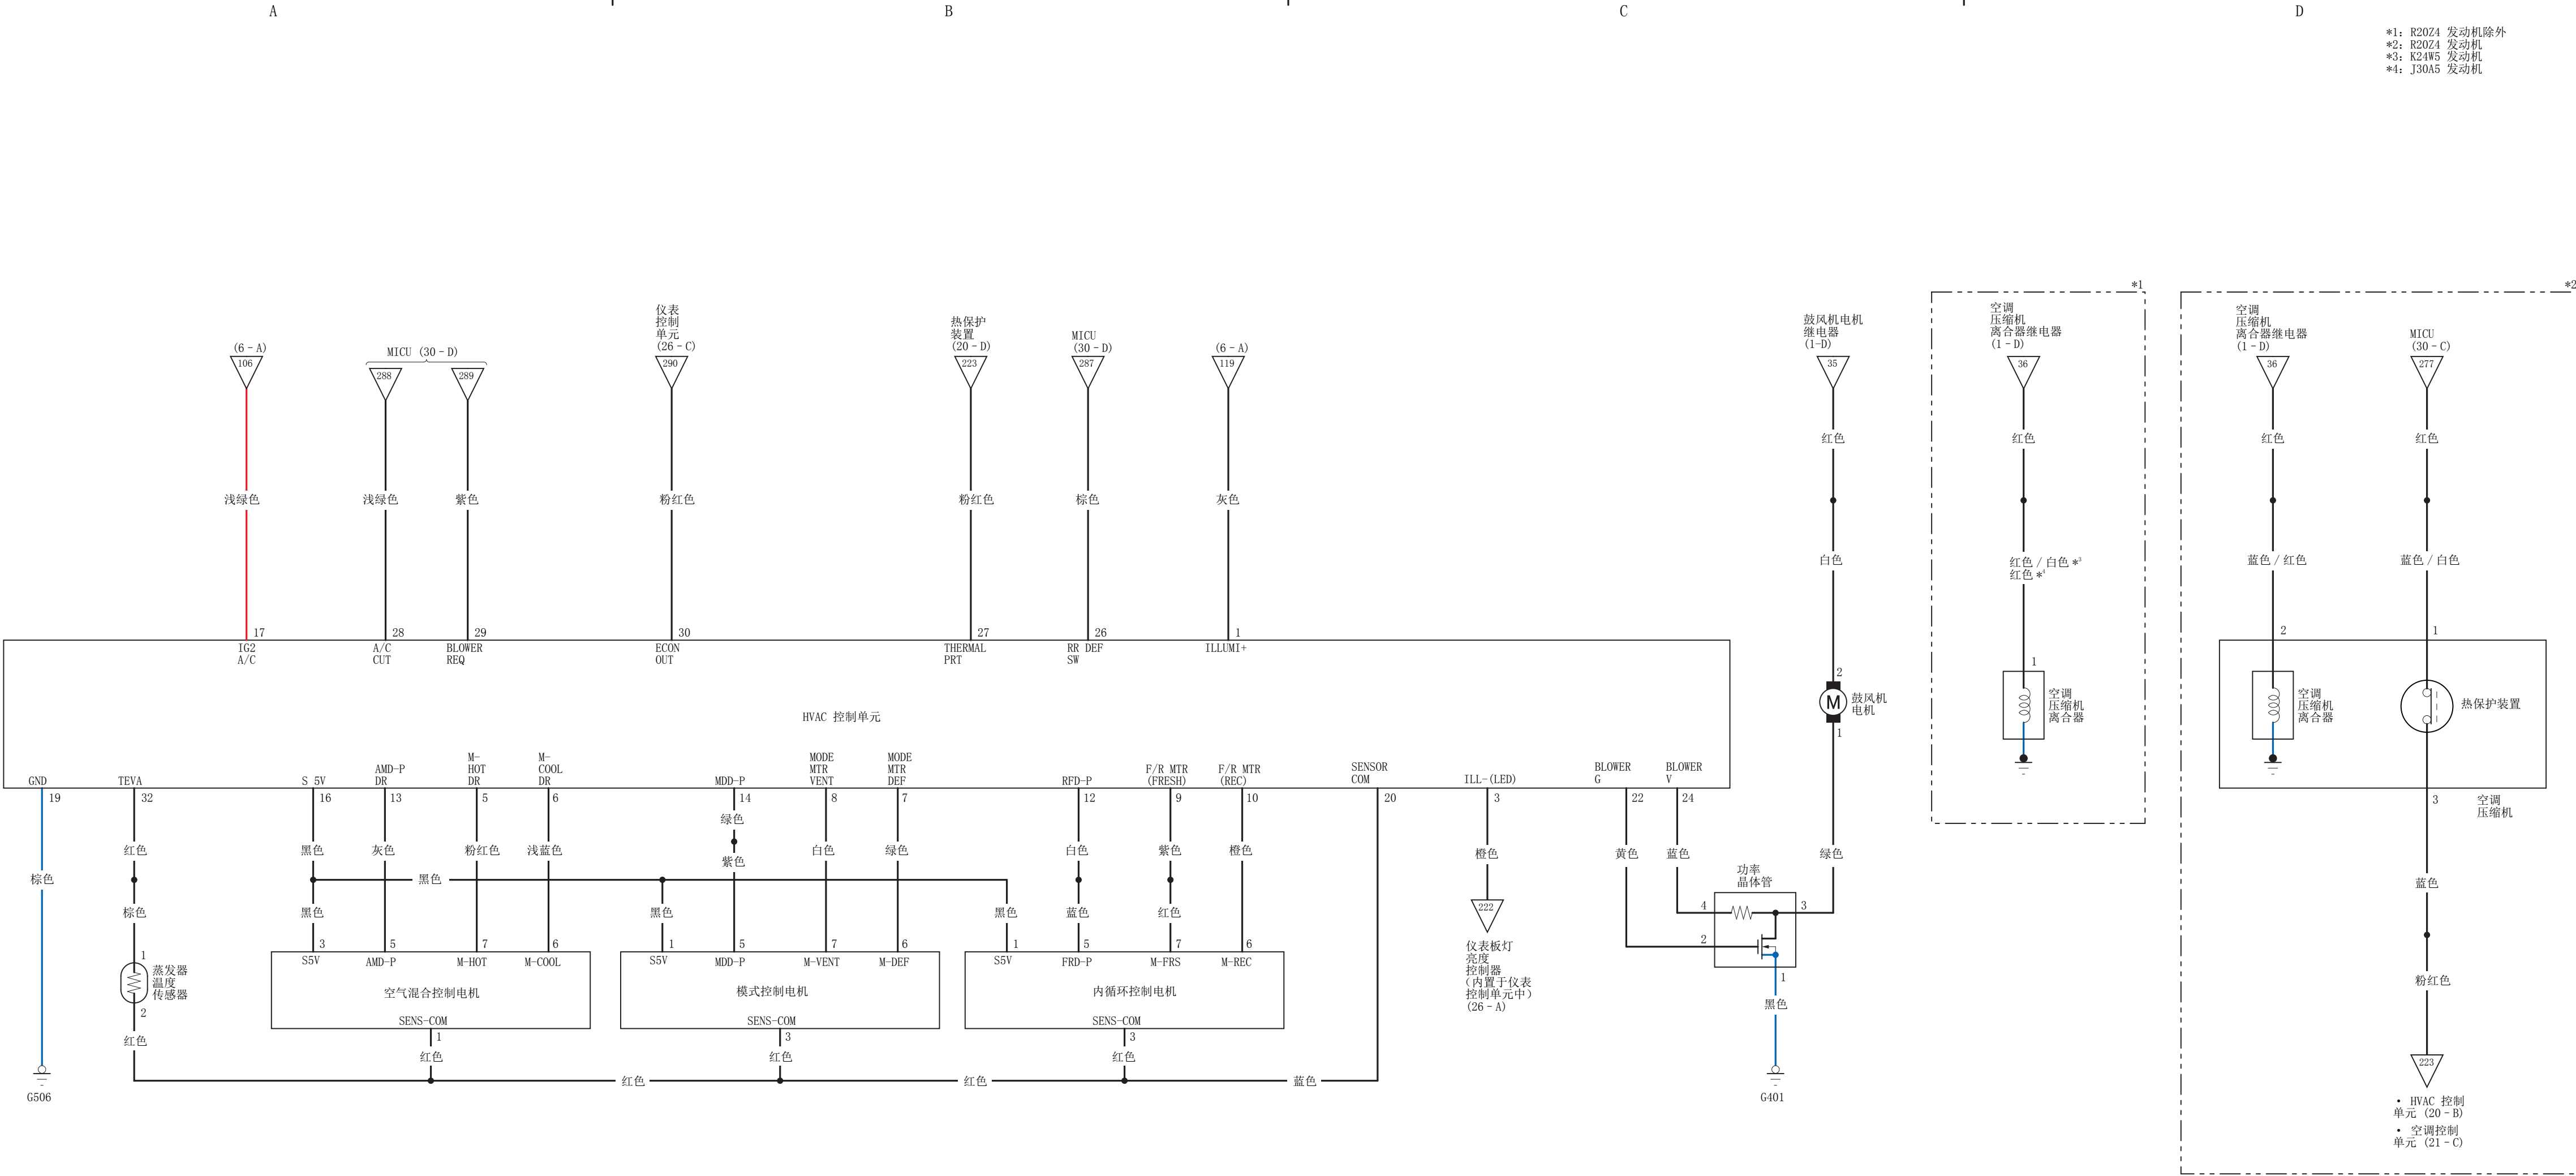 A
B
C
D
*1: R20Z4 发动机除外
*2: R20Z4 发动机
*3: K24W5 发动机
*4: J30A5 发动机
*1
*2
(6-A)
106
MICU (30-D)
288
289
仪表
控制
单元
(26-C)
290
热保护
装置
(20-D)
223
MICU
(30-D)
287
(6-A)
119
鼓风机电机
继电器
(1-D)
35
空调
压缩机
离合器继电器
(1-D)
36
空调
压缩机
离合器继电器
(1-D)
36
MICU
(30-C)
277
红色
红色
红色
红色
浅绿色
浅绿色
紫色
粉红色
粉红色
棕色
灰色
白色
红色/白色*3
红色*4
蓝色/红色
蓝色/白色
17
28
29
30
27
26
1
2
1
IG2
A/C
A/C
CUT
BLOWER
REQ
ECON
OUT
THERMAL
PRT
RR DEF
SW
ILLUMI+
1
2
M
鼓风机
电机
1
空调
压缩机
离合器
空调
压缩机
离合器
热保护装置
HVAC 控制单元
GND
TEVA
S 5V
AMD-P
DR
M-
HOT
DR
M-
COOL
DR
MDD-P
MODE
MTR
VENT
MODE
MTR
DEF
RFD-P
F/R MTR
(FRESH)
F/R MTR
(REC)
SENSOR
COM
ILL-(LED)
BLOWER
G
BLOWER
V
19
32
16
13
5
6
14
8
7
12
9
10
20
3
22
24
3
空调
压缩机
绿色
红色
黑色
灰色
粉红色
浅蓝色
紫色
白色
绿色
白色
紫色
橙色
橙色
黄色
蓝色
绿色
棕色
黑色
蓝色
功率
晶体管
棕色
黑色
黑色
黑色
蓝色
红色
222
4
3
2
1
1
3
5
7
6
1
5
7
6
1
5
7
6
S5V
AMD-P
M-HOT
M-COOL
S5V
MDD-P
M-VENT
M-DEF
S5V
FRD-P
M-FRS
M-REC
仪表板灯
亮度
控制器
(内置于仪表
控制单元中)
(26-A)
蒸发器
温度
传感器
2
空气混合控制电机
模式控制电机
内循环控制电机
SENS-COM
SENS-COM
SENS-COM
1
3
3
黑色
粉红色
红色
红色
红色
红色
红色
红色
蓝色
G506
G401
223
• HVAC 控制
单元 (20-B)
• 空调控制
单元 (21-C)